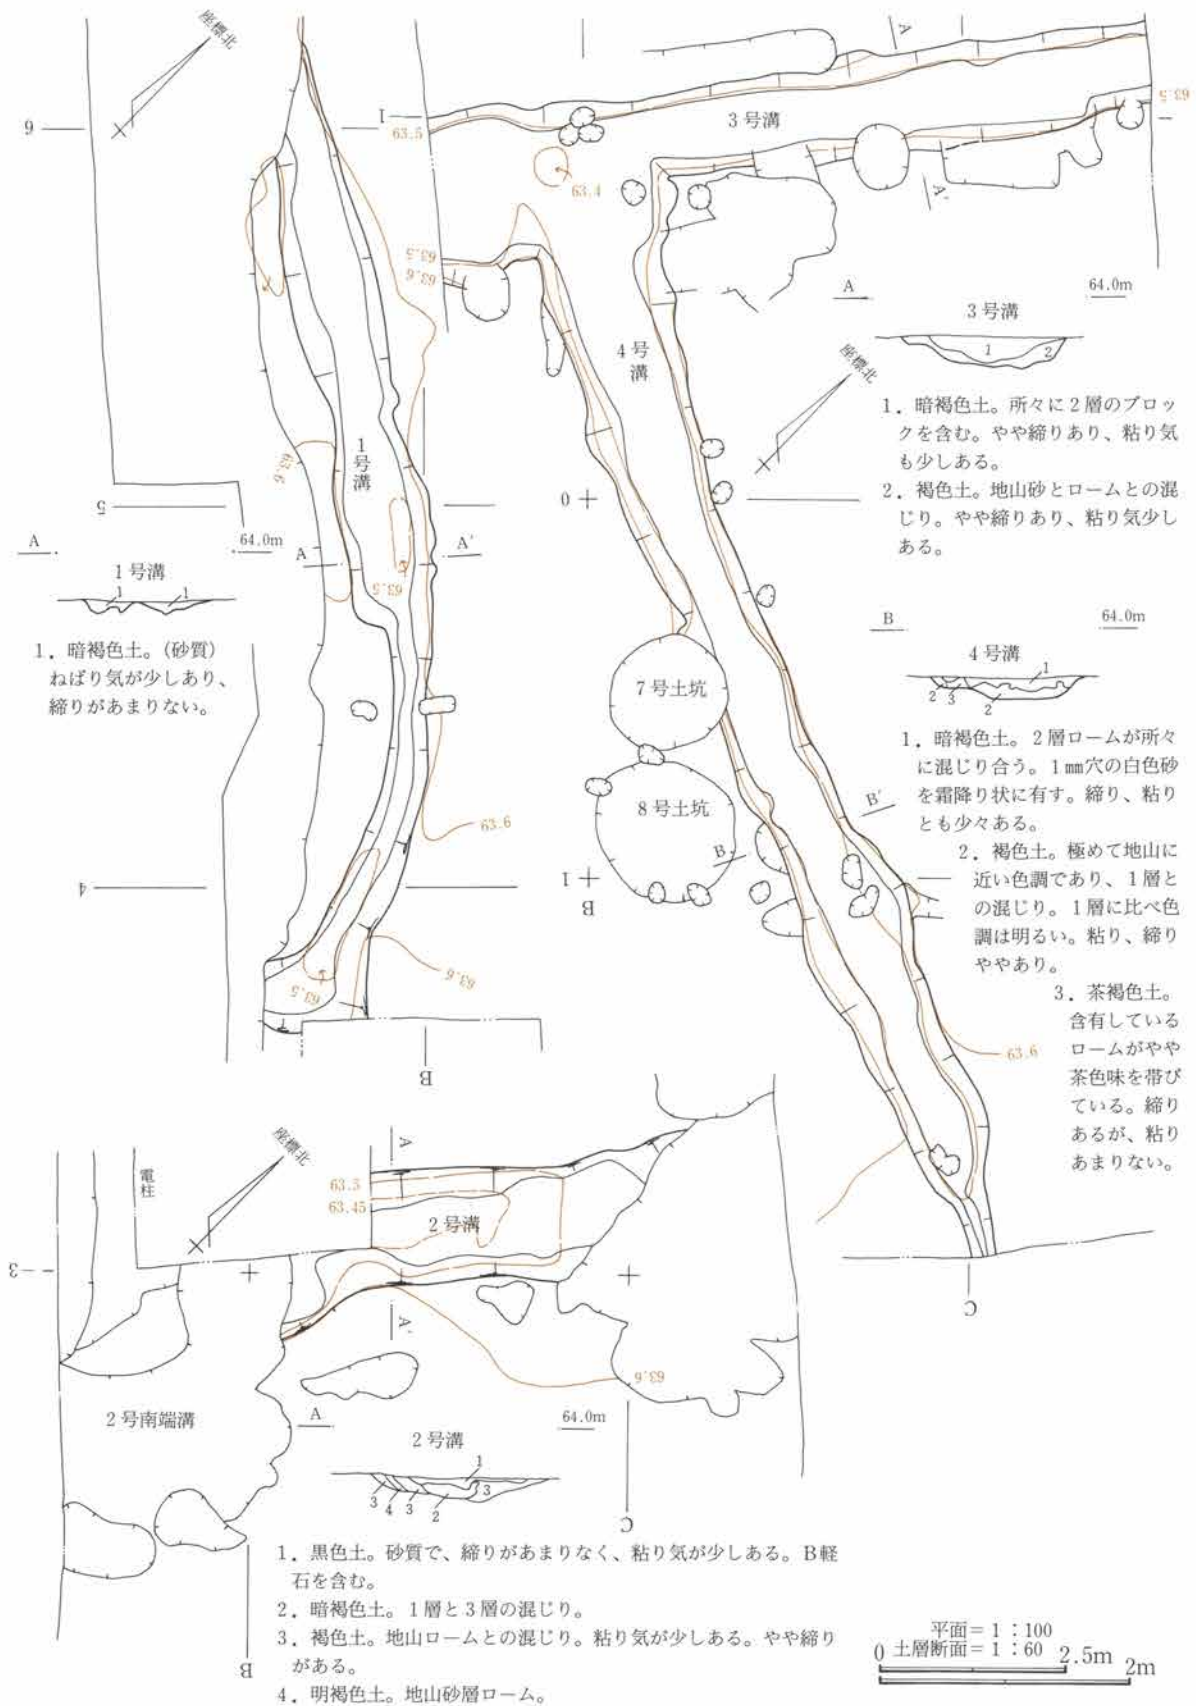 座標北
6
1
63.5
3号溝
A
63.5
63.4
A'
63.5
63.6
A
64.0m
3号溝
1
2
4号
溝
座標北
1.暗褐色土。所々に2層のブロッ
クを含む。やや締りあり、粘り気
も少しある。
2.褐色土。地山砂とロームとの混
じり。やや締りあり、粘り気少し
ある。
63.6
1号溝
5
0
A
64.0m
A
A'
1号溝
1
1
63.5
1.暗褐色土。(砂質)
ねばり気が少しあり、
締りがあまりない。
B
64.0m
4号溝
1
2
3
2
7号土坑
8号土坑
B
B'
1.暗褐色土。2層ロームが所々
に混じり合う。1㎜穴の白色砂
を霜降り状に有す。締り、粘り
とも少々ある。
2.褐色土。極めて地山に
近い色調であり、1層と
の混じり。1層に比べ色
調は明るい。粘り、締り
ややあり。
3.茶褐色土。
含有している
ロームがやや
茶色味を帯び
ている。締り
あるが、粘り
あまりない。
63.6
4
1
B
63.6
63.5
63.6
B
座標北
電柱
A
63.5
63.45
2号溝
3
A'
63.6
C
2号南端溝
A
64.0m
2号溝
1
3
4
3
2
3
C
B
1.黒色土。砂質で、締りがあまりなく、粘り気が少しある。B軽
石を含む。
2.暗褐色土。1層と3層の混じり。
3.褐色土。地山ロームとの混じり。粘り気が少しある。やや締り
がある。
4.明褐色土。地山砂層ローム。
平面=1:100
土層断面=1:60
0
2.5m
2m